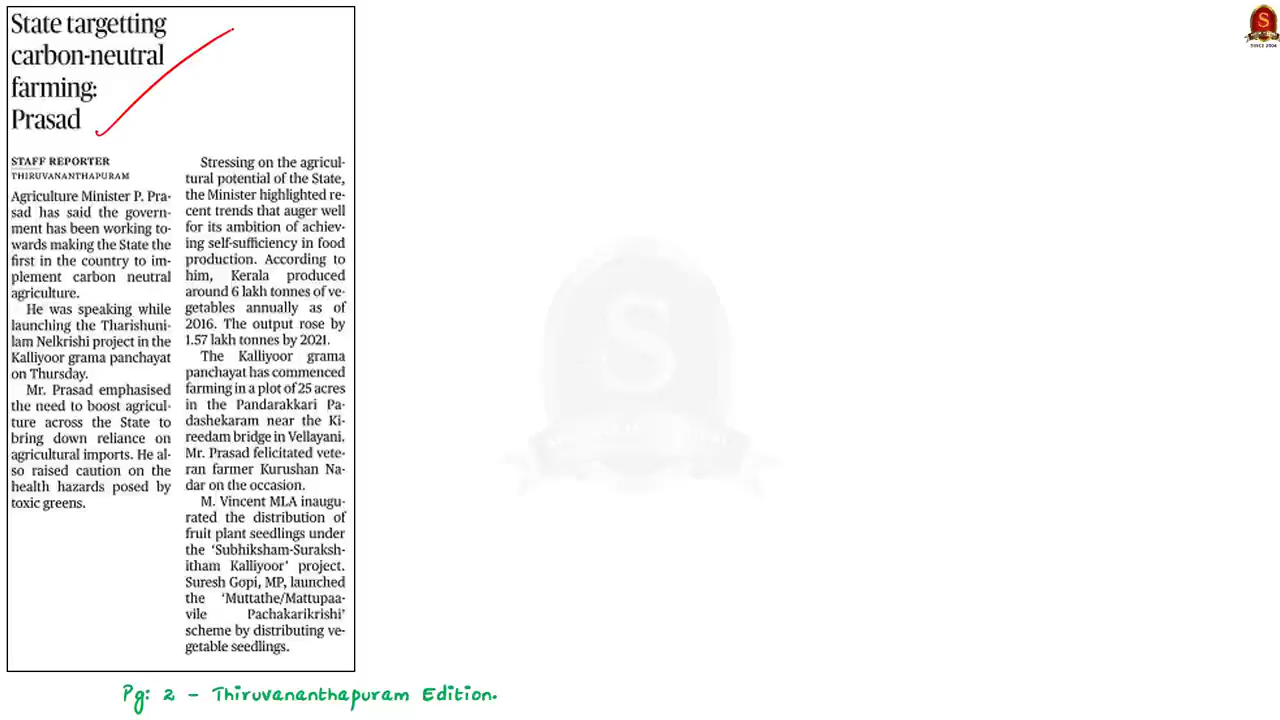 State targetting
carbon-neutral
farming:
Prasad
STAFF REPORTER
THIRUVANANTHAPURAM
Agriculture Minister P. Pra-
sad has said the govern-
ment has been working to-
wards making the State the
first in the country to im-
plement carbon neutral
agriculture.
He was speaking while
launching the Tharishuni-
lam Nelkrishi project in the
Kalliyoor grama panchayat
on Thursday.
Mr. Prasad emphasised
the need to boost agricul-
ture across the State to
bring down reliance on
agricultural imports. He al-
so raised caution on the
health hazards posed by
toxic greens.
Stressing on the agricul-
tural potential of the State,
the Minister highlighted re-
cent trends that auger well
for its ambition of achiev-
ing self-sufficiency in food
production. According to
him, Kerala produced
around 6 lakh tonnes of ve-
getables annually as of
2016. The output rose by
1.57 lakh tonnes by 2021.
The Kalliyoor grama
panchayat has commenced
farming in a plot of 25 acres
in the Pandarakkari Pa-
dashekaram near the Ki-
reedam bridge in Vellayani.
Mr. Prasad felicitated vete-
ran farmer Kurushan Na-
dar on the occasion.
M. Vincent MLA inaugu-
rated the distribution of
fruit plant seedlings under
the ‘Subhiksham-Suraksh-
itham Kalliyoor’ project.
Suresh Gopi, MP, launched
the ‘Muttathe/Mattupaa-
vile Pachakarikrishi’
scheme by distributing ve-
getable seedlings.
Pg: 2 - Thiruvananthapuram Edition.
S
SINCE 2004
S